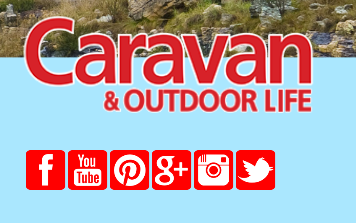 Caravan
& OUTDOOR LIFE
f You Tube g+